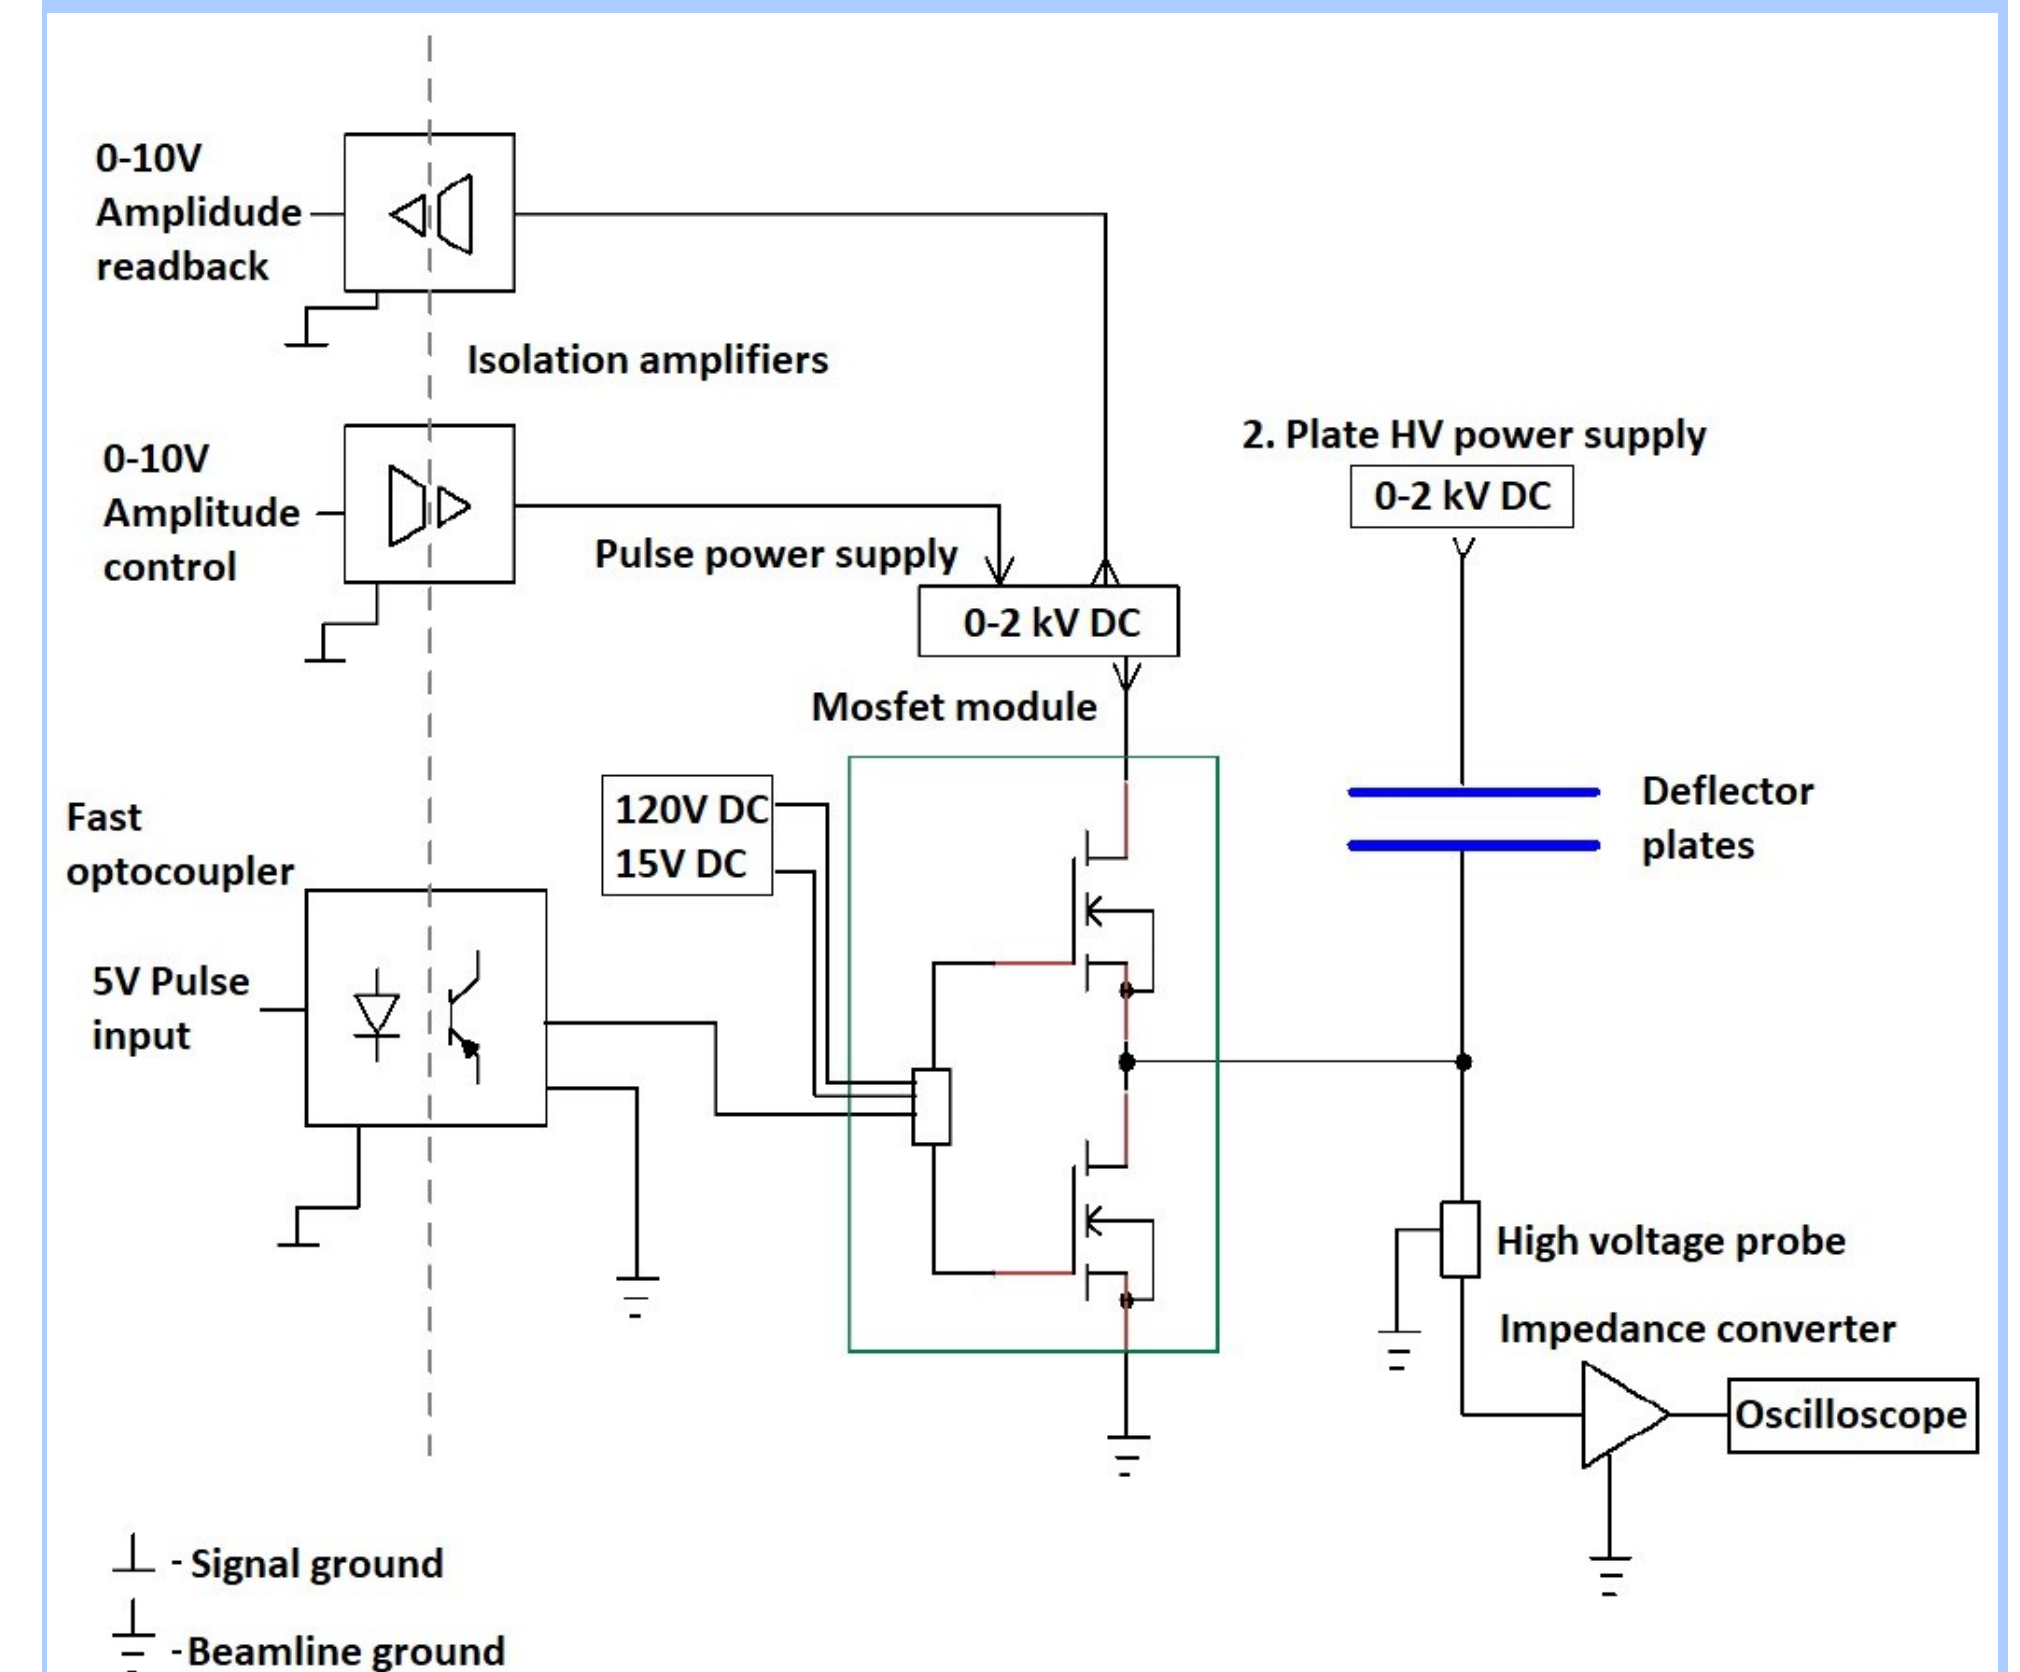 0-10V
Amplidude
readback
Isolation amplifiers
0-10V
Amplitude
control
2. Plate HV power supply
0-2 kV DC
Pulse power supply
0-2 kV DC
Mosfet module
120V DC
15V DC
Deflector
plates
Fast
optocoupler
5V Pulse
input
High voltage probe
Impedance converter
Oscilloscope
- Signal ground
-Beamline ground